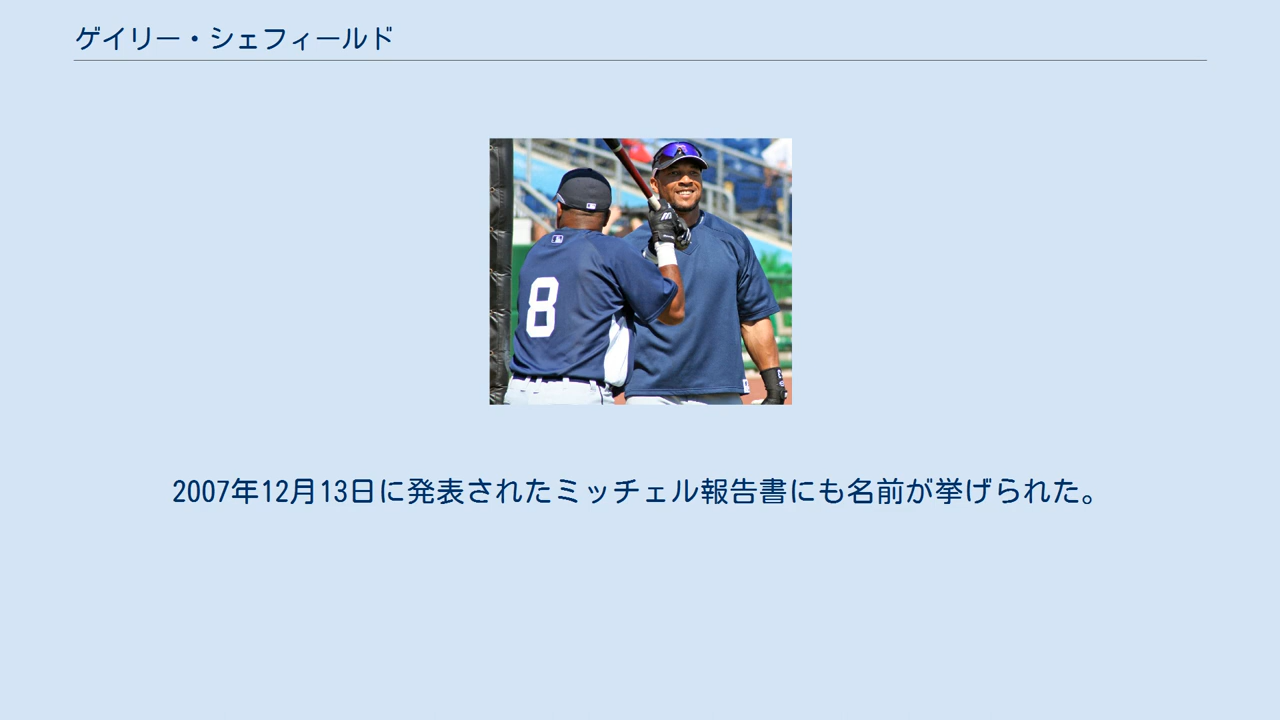 ゲイリー・シェフィールド
8
2007年12月13日に発表されたミッチェル報告書にも名前が挙げられた。